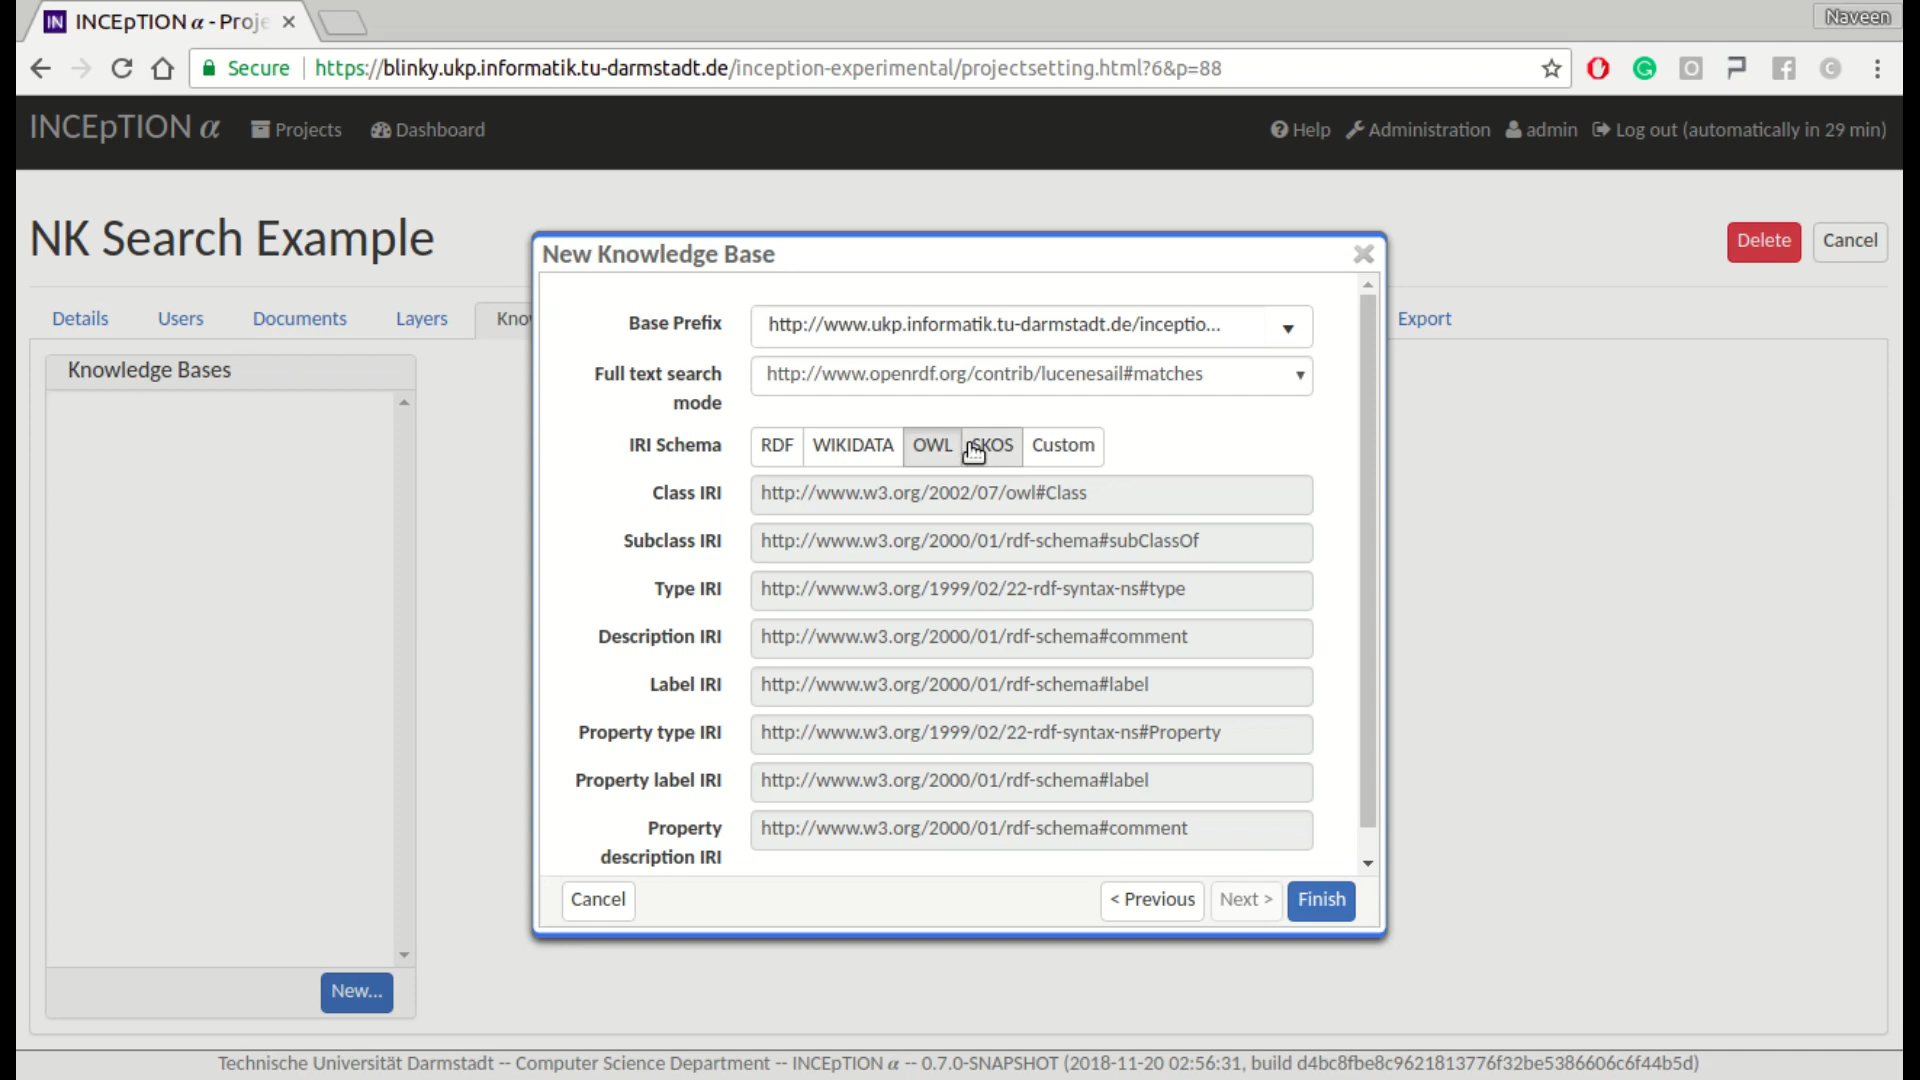 IN INCEpTION α - Proje
Naveen
Secure https://blinky.ukp.informatik.tu-darmstadt.de/inception-experimental/projectsetting.html?6&p=88
INCEpTION α Projects Dashboard Help Administration admin Log out (automatically in 29 min)
NK Search Example
Delete Cancel
Details Users Documents Layers Kno Export
Knowledge Bases
New...
New Knowledge Base
Base Prefix http://www.ukp.informatik.tu-darmstadt.de/inceptio...
Full text search mode http://www.openrdf.org/contrib/lucenesail#matches
IRI Schema RDF WIKIDATA OWL SKOS Custom
Class IRI http://www.w3.org/2002/07/owl#Class
Subclass IRI http://www.w3.org/2000/01/rdf-schema#subClassOf
Type IRI http://www.w3.org/1999/02/22-rdf-syntax-ns#type
Description IRI http://www.w3.org/2000/01/rdf-schema#comment
Label IRI http://www.w3.org/2000/01/rdf-schema#label
Property type IRI http://www.w3.org/1999/02/22-rdf-syntax-ns#Property
Property label IRI http://www.w3.org/2000/01/rdf-schema#label
Property description IRI http://www.w3.org/2000/01/rdf-schema#comment
Cancel < Previous Next > Finish
Technische Universität Darmstadt -- Computer Science Department -- INCEpTION α -- 0.7.0-SNAPSHOT (2018-11-20 02:56:31, build d4bc8fbe8c9621813776f32be5386606c6f44b5d)